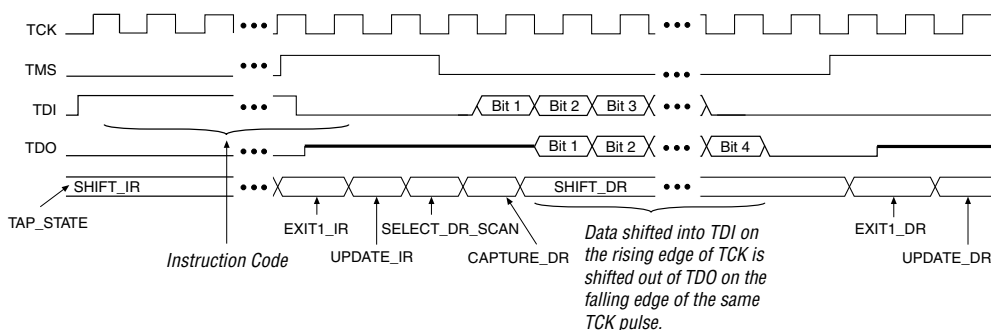 TCK
TMS
TDI
Bit 1 Bit 2 Bit 3
TDO
Bit 1 Bit 2 Bit 4
SHIFT_IR SHIFT_DR
TAP_STATE
EXIT1_IR SELECT_DR_SCAN
UPDATE_IR CAPTURE_DR
EXIT1_DR
UPDATE_DR
Instruction Code
Data shifted into TDI on
the rising edge of TCK is
shifted out of TDO on the
falling edge of the same
TCK pulse.